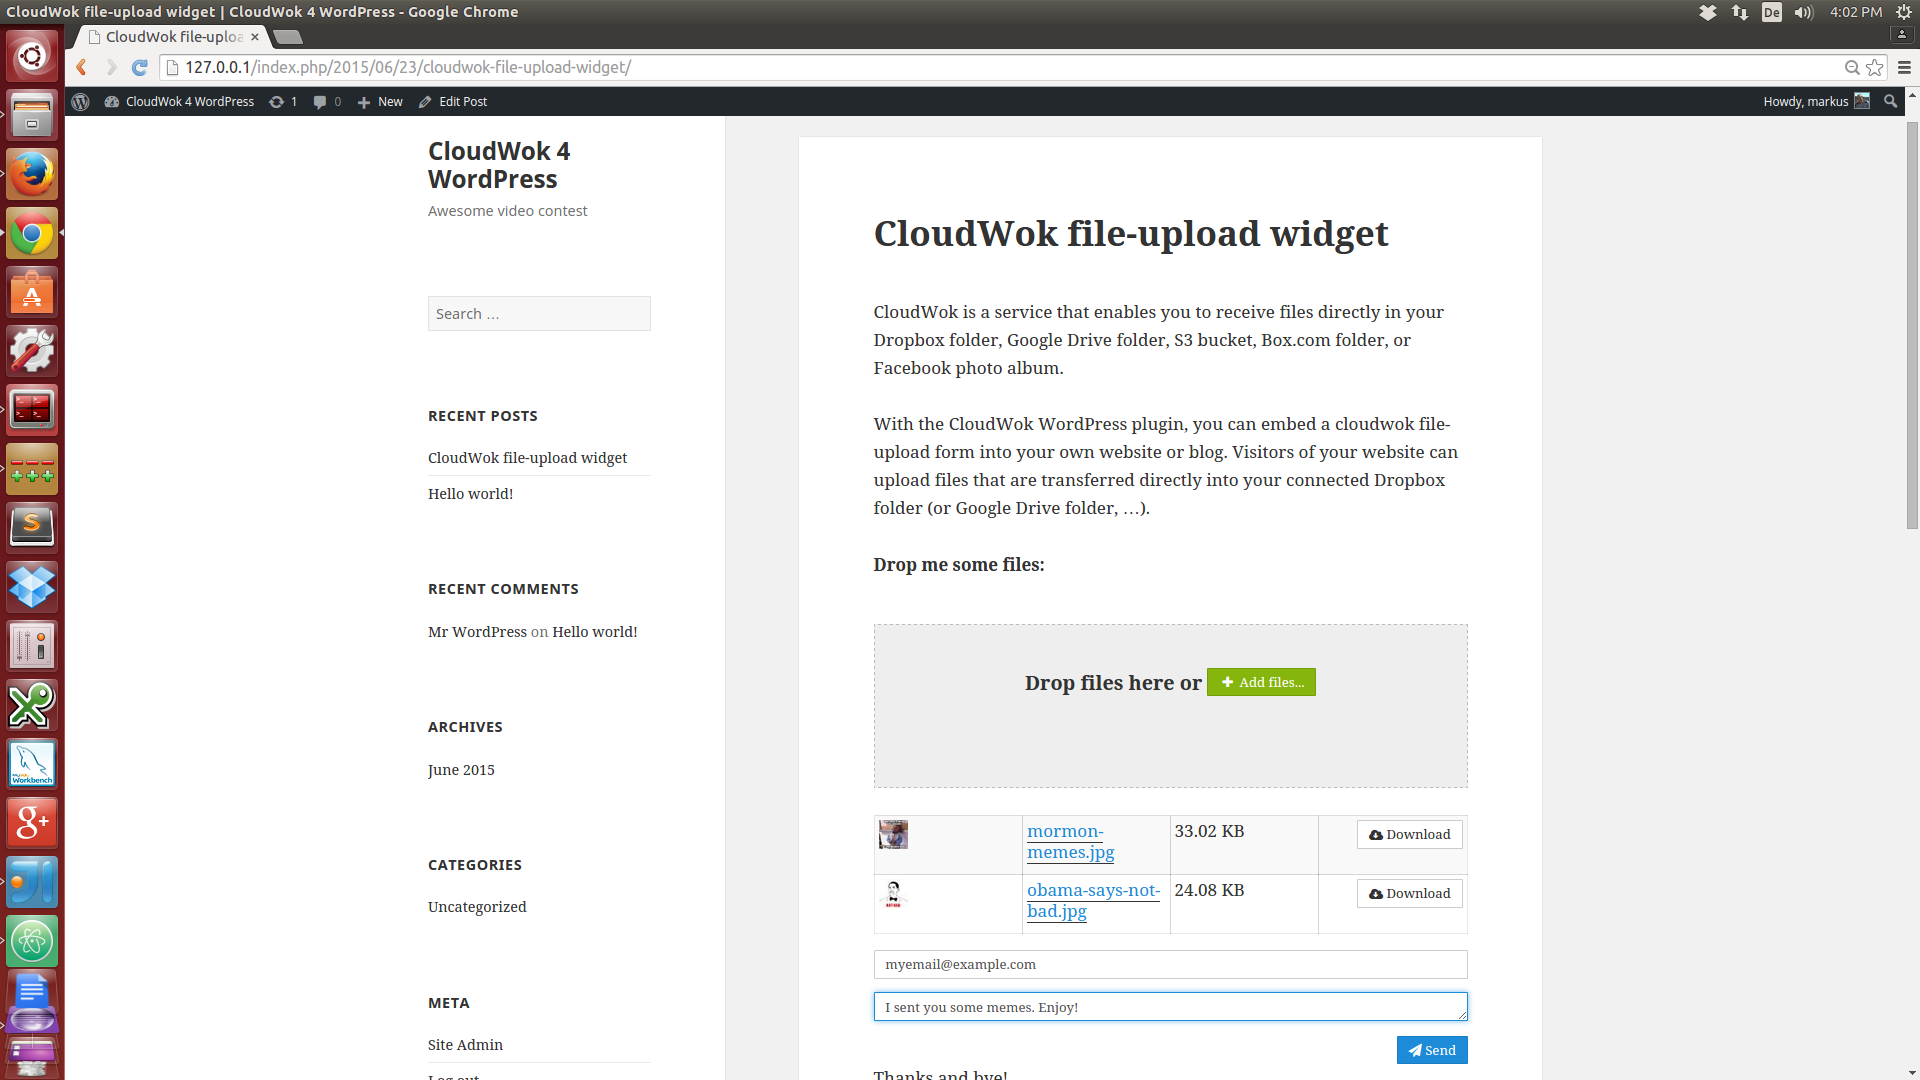 CloudWok file-upload widget | CloudWok 4 WordPress - Google Chrome
De
4:02 PM
CloudWok file-uploa
127.0.0.1/index.php/2015/06/23/cloudwok-file-upload-widget/
CloudWok 4 WordPress 1 0 New Edit Post
Howdy, markus
CloudWok 4
WordPress
Awesome video contest
Search …
RECENT POSTS
CloudWok file-upload widget
Hello world!
RECENT COMMENTS
Mr WordPress on Hello world!
ARCHIVES
June 2015
CATEGORIES
Uncategorized
META
Site Admin
Log out
CloudWok file-upload widget
CloudWok is a service that enables you to receive files directly in your
Dropbox folder, Google Drive folder, S3 bucket, Box.com folder, or
Facebook photo album.
With the CloudWok WordPress plugin, you can embed a cloudwok file-
upload form into your own website or blog. Visitors of your website can
upload files that are transferred directly into your connected Dropbox
folder (or Google Drive folder, …).
Drop me some files:
Drop files here or Add files...
mormon-
memes.jpg
33.02 KB
Download
obama-says-not-
bad.jpg
24.08 KB
Download
myemail@example.com
I sent you some memes. Enjoy!
Send
Thanks and bye!